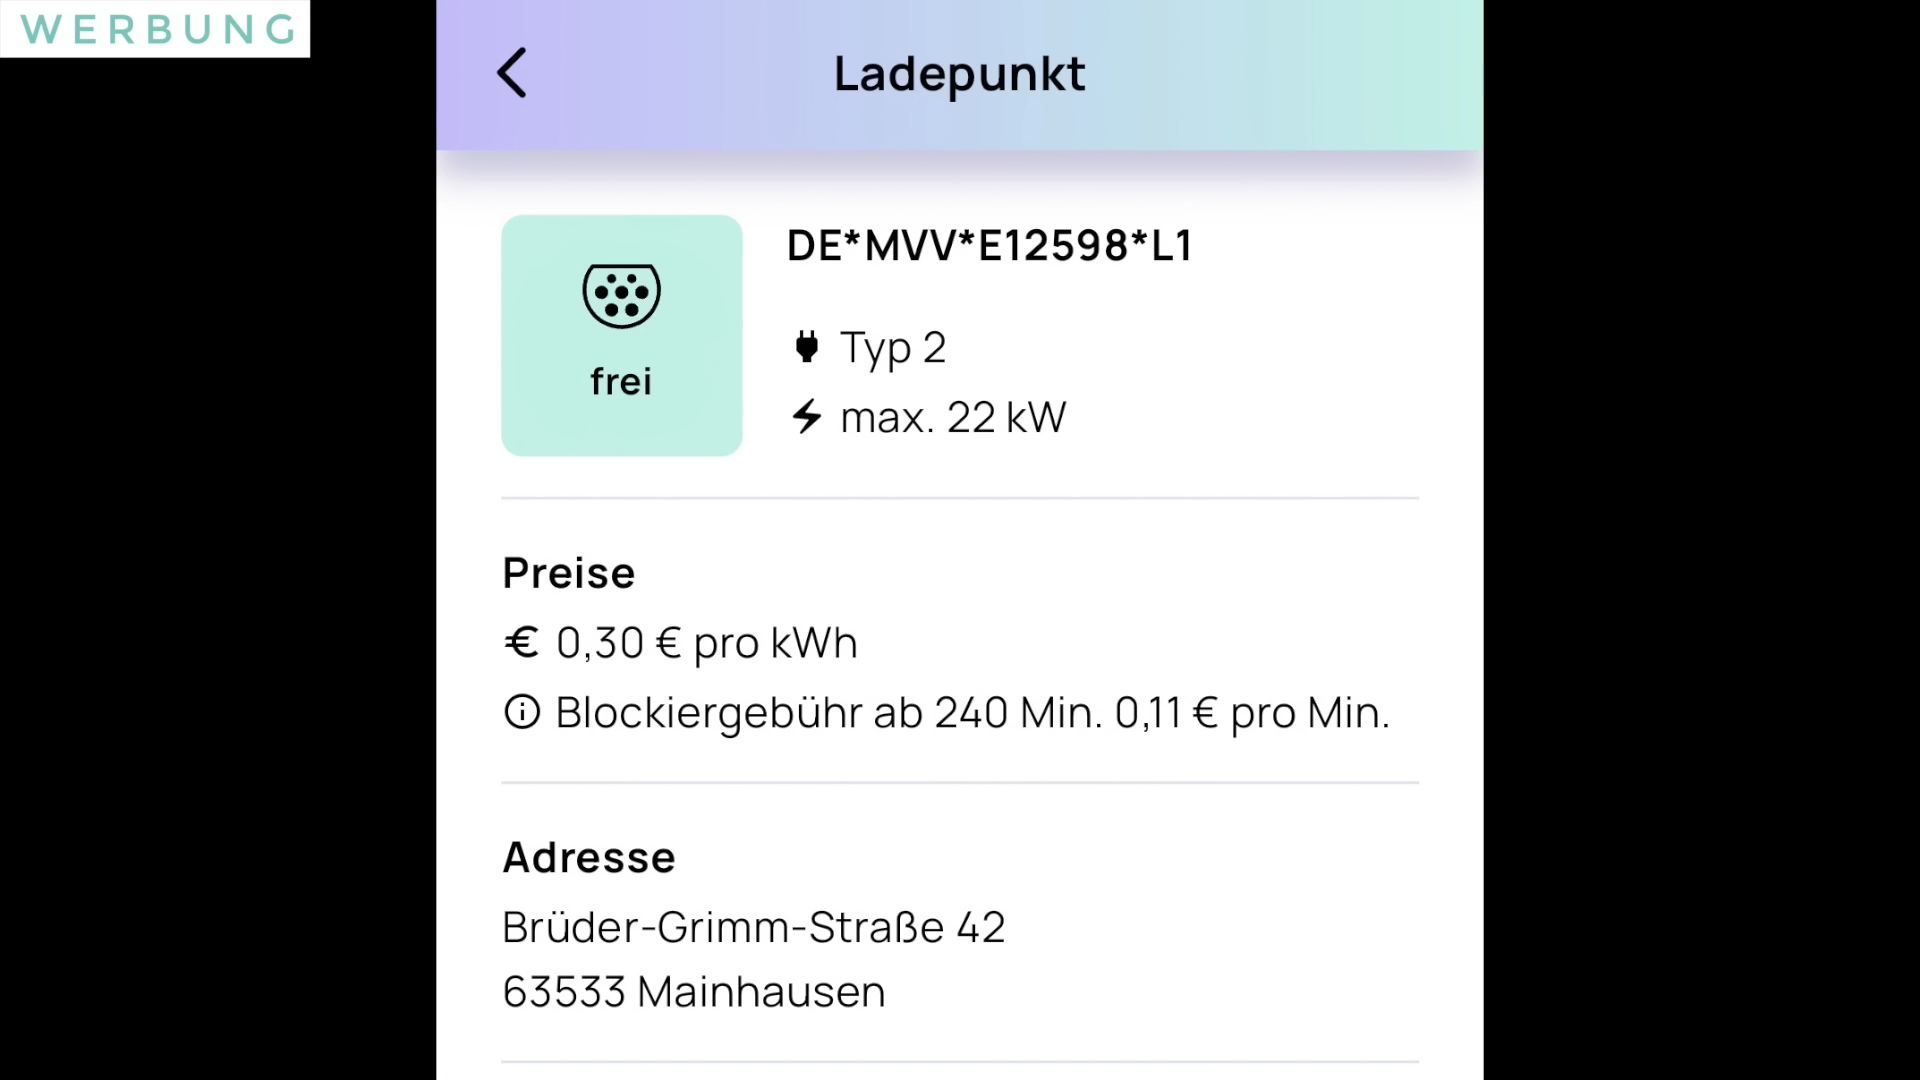 WERBUNG
Ladepunkt
DE*MVV*E12598*L1
frei
Typ 2
max. 22 kW
Preise
€ 0,30 € pro kWh
Blockiergebühr ab 240 Min. 0,11 € pro Min.
Adresse
Brüder-Grimm-Straße 42
63533 Mainhausen